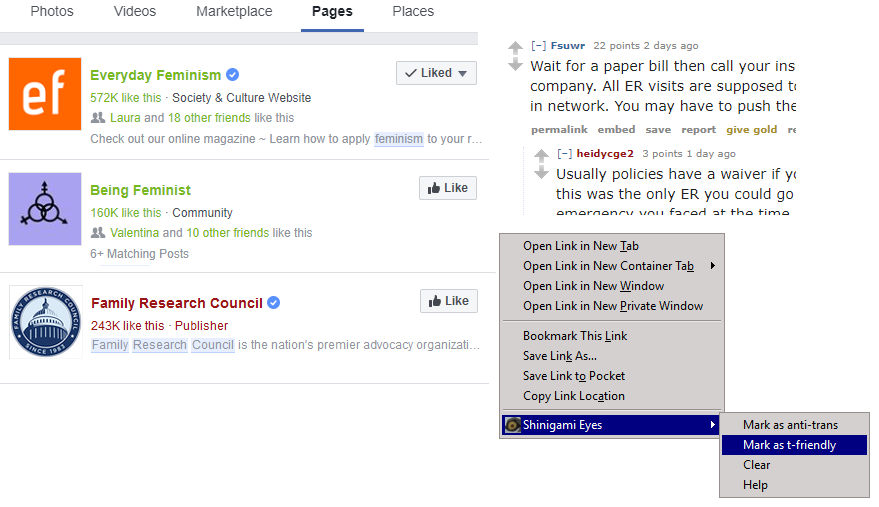 Photos Videos Marketplace Pages Places
ef
Everyday Feminism
Liked
572K like this · Society & Culture Website
Laura and 18 other friends like this
Check out our online magazine ~ Learn how to apply feminism to your r…
Being Feminist
Like
160K like this · Community
Valentina and 10 other friends like this
6+ Matching Posts
FAMILY RESEARCH COUNCIL
SINCE 1983
Family Research Council
Like
243K like this · Publisher
Family Research Council is the nation's premier advocacy organizati…
[–] Fsuwr 22 points 2 days ago
Wait for a paper bill then call your ins
company. All ER visits are supposed to
in network. You may have to push the
permalink embed save report give gold re
[–] heidycge2 3 points 1 day ago
Usually policies have a waiver if yo
this was the only ER you could go
emergency you faced at the time
Open Link in New Tab
Open Link in New Container Tab
Open Link in New Window
Open Link in New Private Window
Bookmark This Link
Save Link As...
Save Link to Pocket
Copy Link Location
Shinigami Eyes
Mark as anti-trans
Mark as t-friendly
Clear
Help